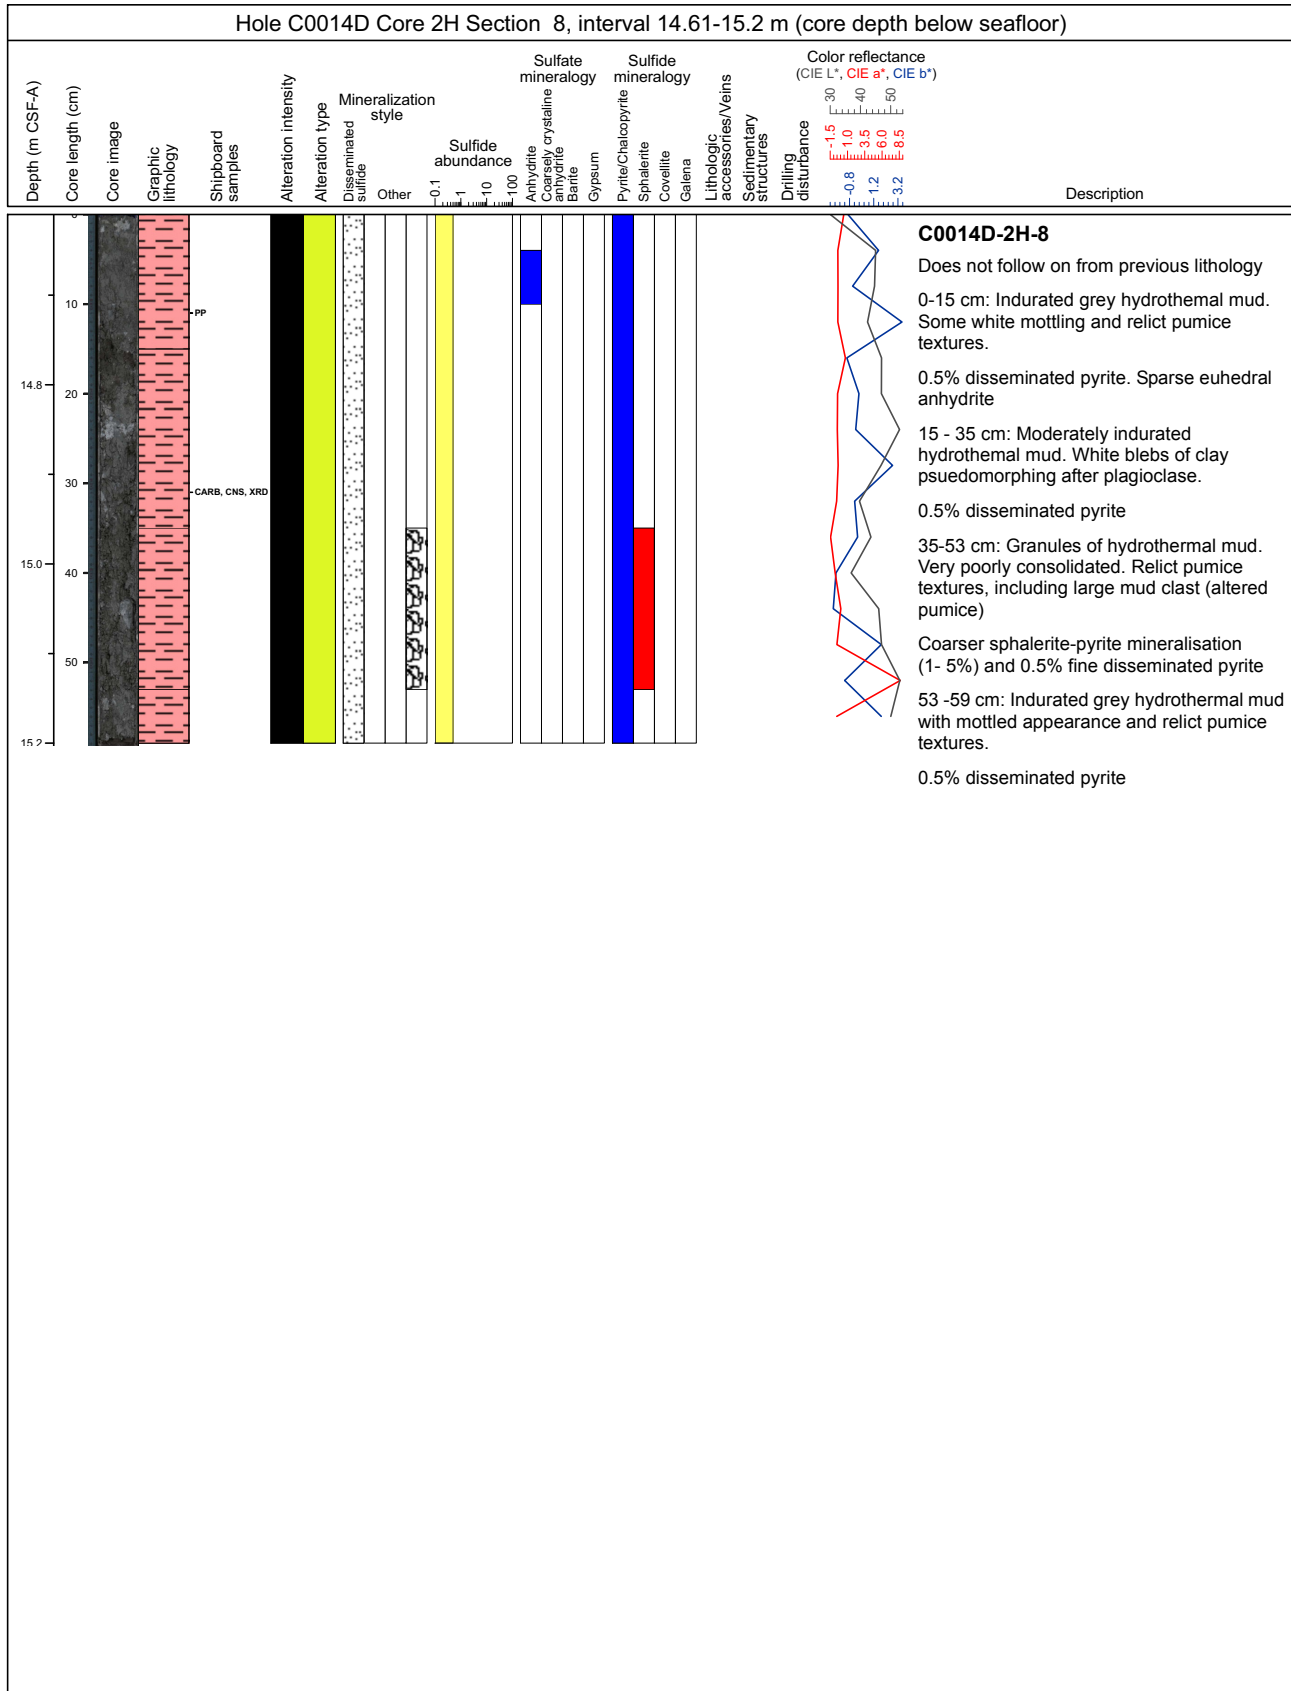 Hole C0014D Core 2H Section 8, interval 14.61-15.2 m (core depth below seafloor)
Depth (m CSF-A)
Core length (cm)
Core image
Graphic
lithology
Shipboard
samples
Alteration intensity
Alteration type
Mineralization
style
Disseminated
sulfide
Other
Sulfide
abundance
0.1
1
10
100
Sulfate
mineralogy
Anhydrite
Coarsely crystaline
anhydrite
Barite
Gypsum
Sulfide
mineralogy
Pyrite/Chalcopyrite
Sphalerite
Covellite
Galena
Lithologic
accessories/Veins
Sedimentary
structures
Drilling
disturbance
Color reflectance
(CIE L*, CIE a*, CIE b*)
30 40 50
-1.5 1.0 3.5 6.0 8.5
-0.8 1.2 3.2
Description
0
10
20
30
40
50
14.8
15.0
15.2
PP
CARB, CNS, XRD
C0014D-2H-8
Does not follow on from previous lithology
0-15 cm: Indurated grey hydrothemal mud.
Some white mottling and relict pumice
textures.
0.5% disseminated pyrite. Sparse euhedral
anhydrite
15 - 35 cm: Moderately indurated
hydrothemal mud. White blebs of clay
psuedomorphing after plagioclase.
0.5% disseminated pyrite
35-53 cm: Granules of hydrothermal mud.
Very poorly consolidated. Relict pumice
textures, including large mud clast (altered
pumice)
Coarser sphalerite-pyrite mineralisation
(1- 5%) and 0.5% fine disseminated pyrite
53 -59 cm: Indurated grey hydrothermal mud
with mottled appearance and relict pumice
textures.
0.5% disseminated pyrite